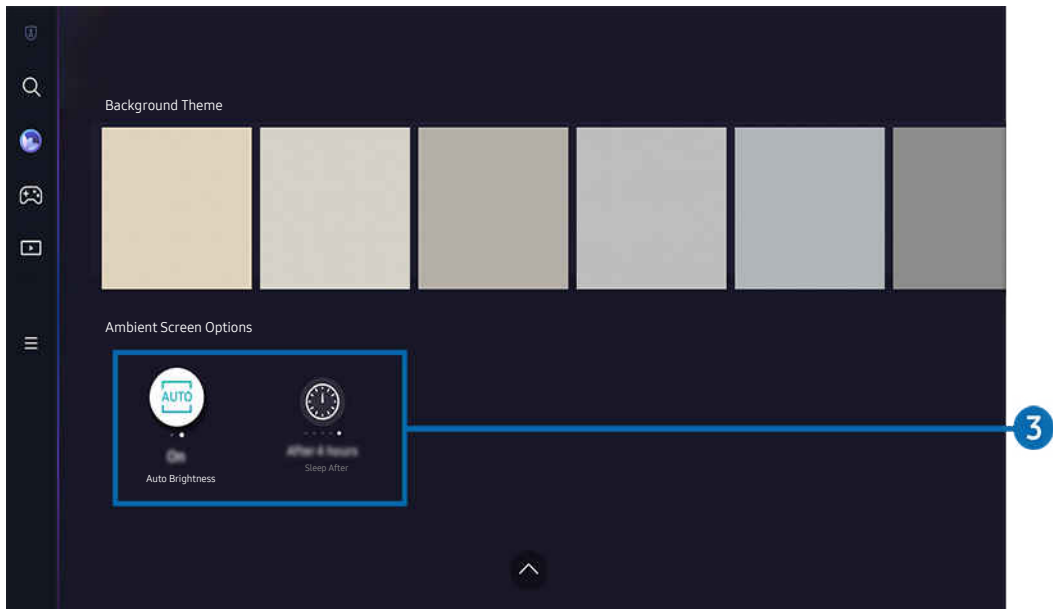 Background Theme
Ambient Screen Options
AUTO
On
After 4 hours
Auto Brightness
Sleep After
3